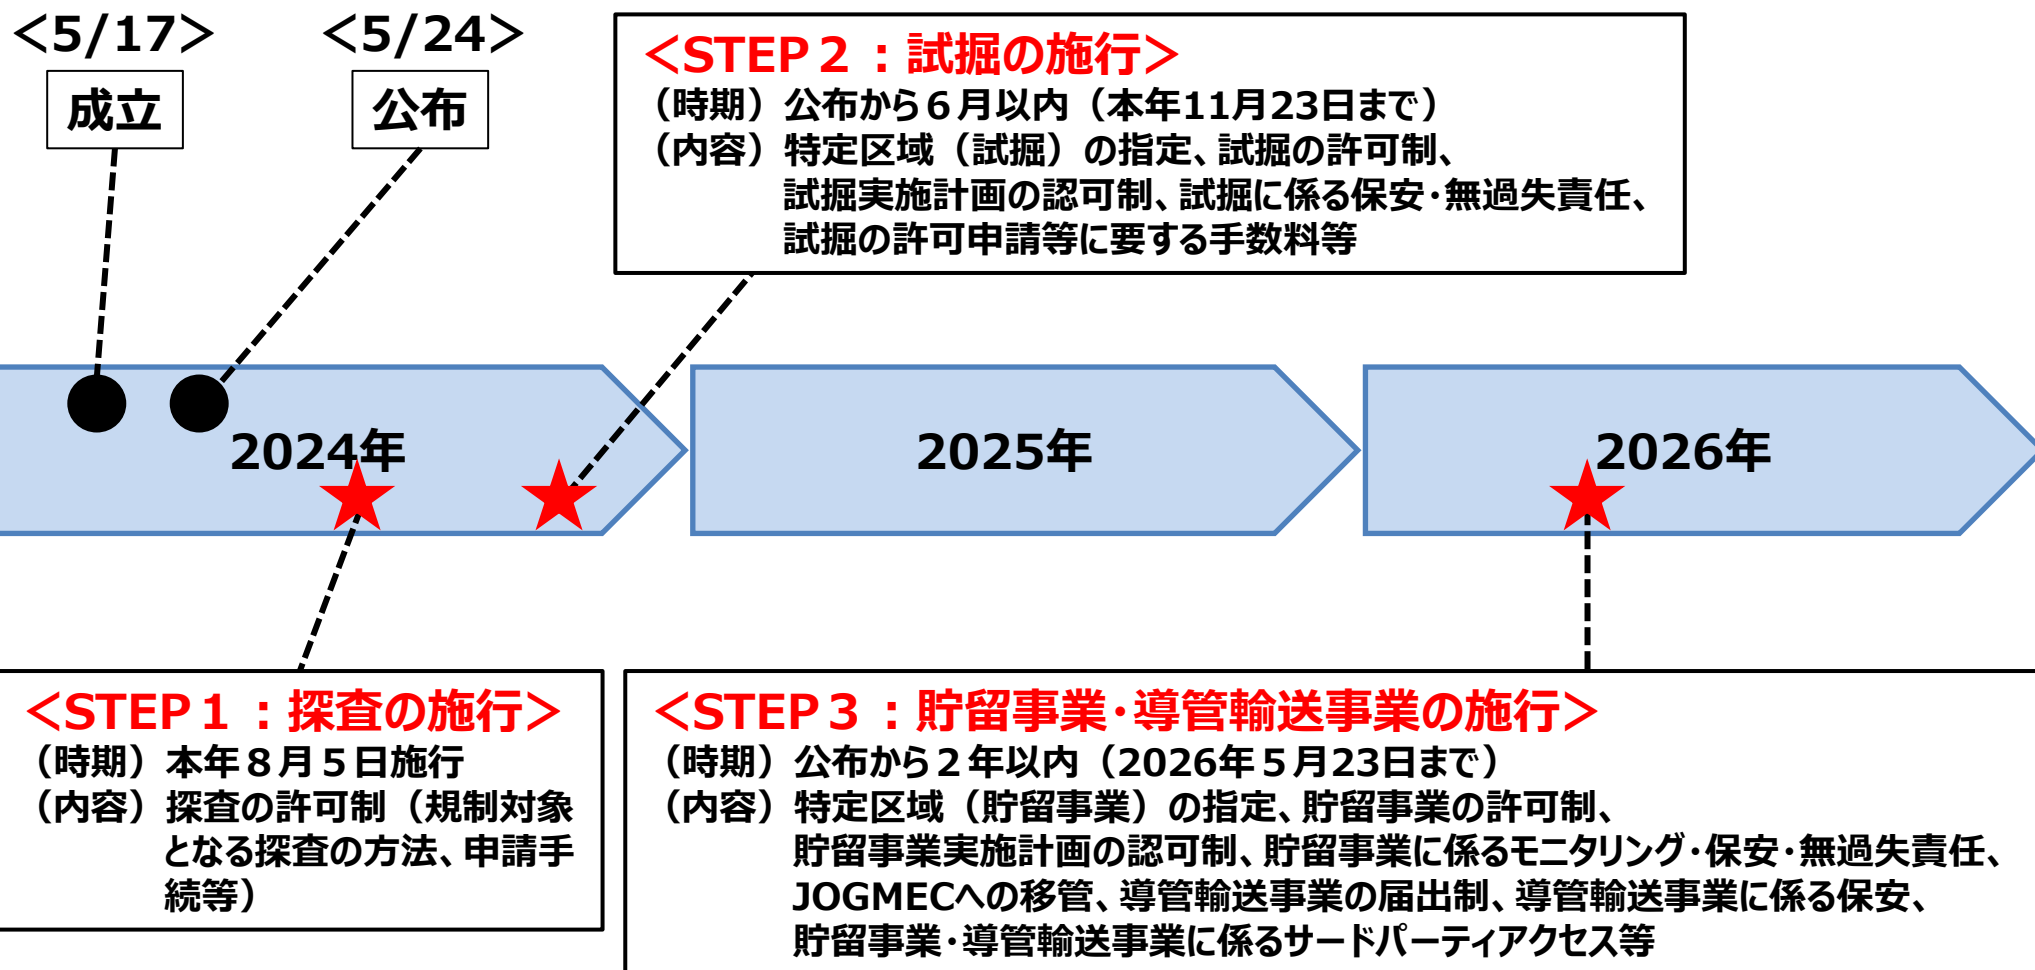 <5/17>
成立
<5/24>
公布
<STEP２：試掘の施行>
（時期）公布から６月以内（本年11月23日まで）
（内容）特定区域（試掘）の指定、試掘の許可制、
試掘実施計画の認可制、試掘に係る保安・無過失責任、
試掘の許可申請等に要する手数料等
2024年
2025年
2026年
<STEP１：探査の施行>
（時期）本年８月５日施行
（内容）探査の許可制（規制対象
となる探査の方法、申請手
続等）
<STEP３：貯留事業・導管輸送事業の施行>
（時期）公布から２年以内（2026年５月23日まで）
（内容）特定区域（貯留事業）の指定、貯留事業の許可制、
貯留事業実施計画の認可制、貯留事業に係るモニタリング・保安・無過失責任、
JOGMECへの移管、導管輸送事業の届出制、導管輸送事業に係る保安、
貯留事業・導管輸送事業に係るサードパーティアクセス等